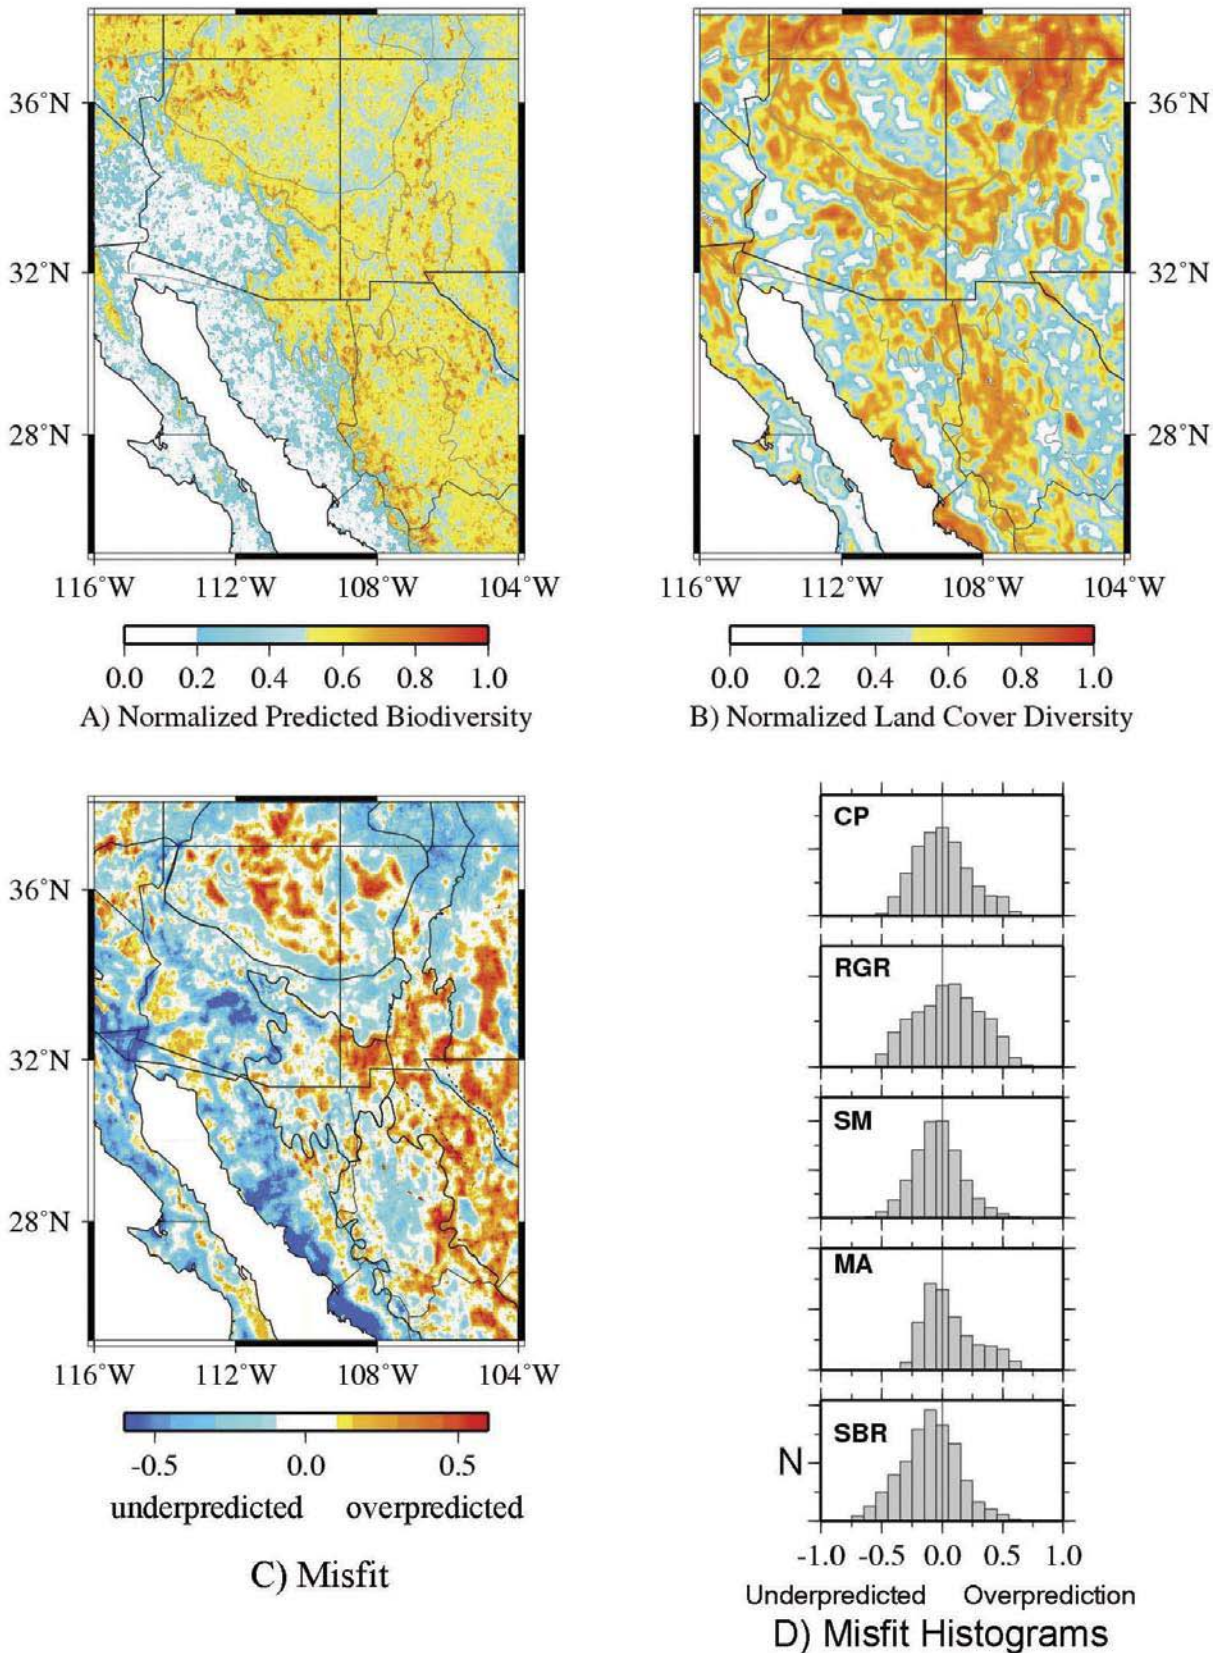 36°N
32°N
28°N
116°W 112°W 108°W 104°W
0.0 0.2 0.4 0.6 0.8 1.0
A) Normalized Predicted Biodiversity
36°N
32°N
28°N
116°W 112°W 108°W 104°W
0.0 0.2 0.4 0.6 0.8 1.0
B) Normalized Land Cover Diversity
36°N
32°N
28°N
116°W 112°W 108°W 104°W
-0.5 0.0 0.5
underpredicted overpredicted
C) Misfit
CP
RGR
SM
MA
SBR
N
-1.0 -0.5 0.0 0.5 1.0
Underpredicted Overprediction
D) Misfit Histograms